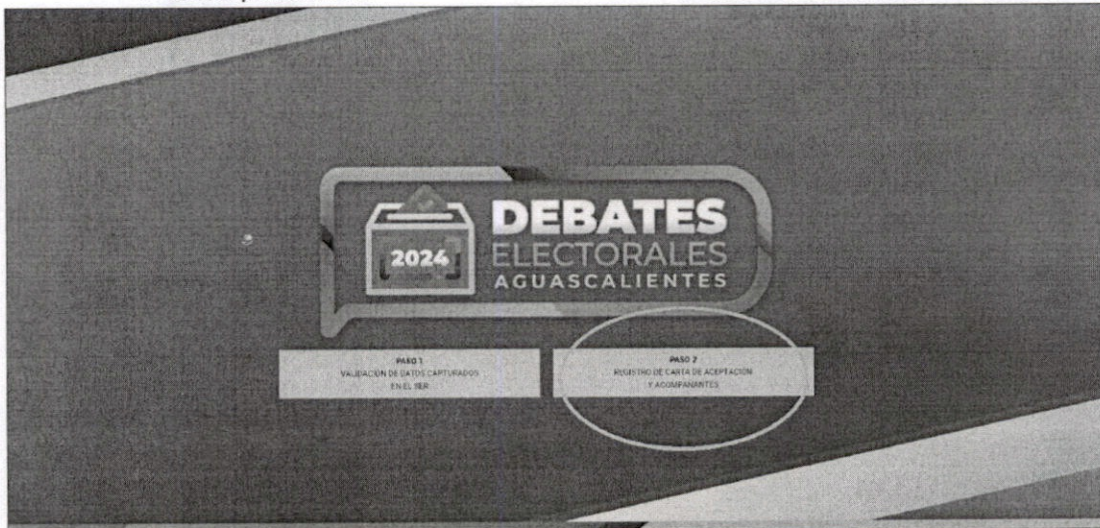 2024
DEBATES
ELECTORALES
AGUASCALIENTES
PASO 1
VALIDACIÓN DE DATOS CAPTURADOS
EN EL SER
PASO 2
REGISTRO DE CARTA DE ACEPTACIÓN
Y ACOMPAÑANTES